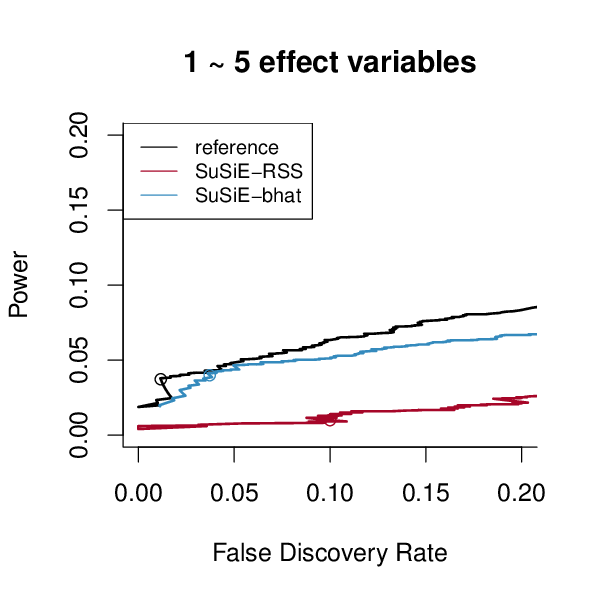 1 ~ 5 effect variables
reference
SuSiE−RSS
SuSiE−bhat
Power
0.20
0.15
0.10
0.05
0.00
0.00 0.05 0.10 0.15 0.20
False Discovery Rate